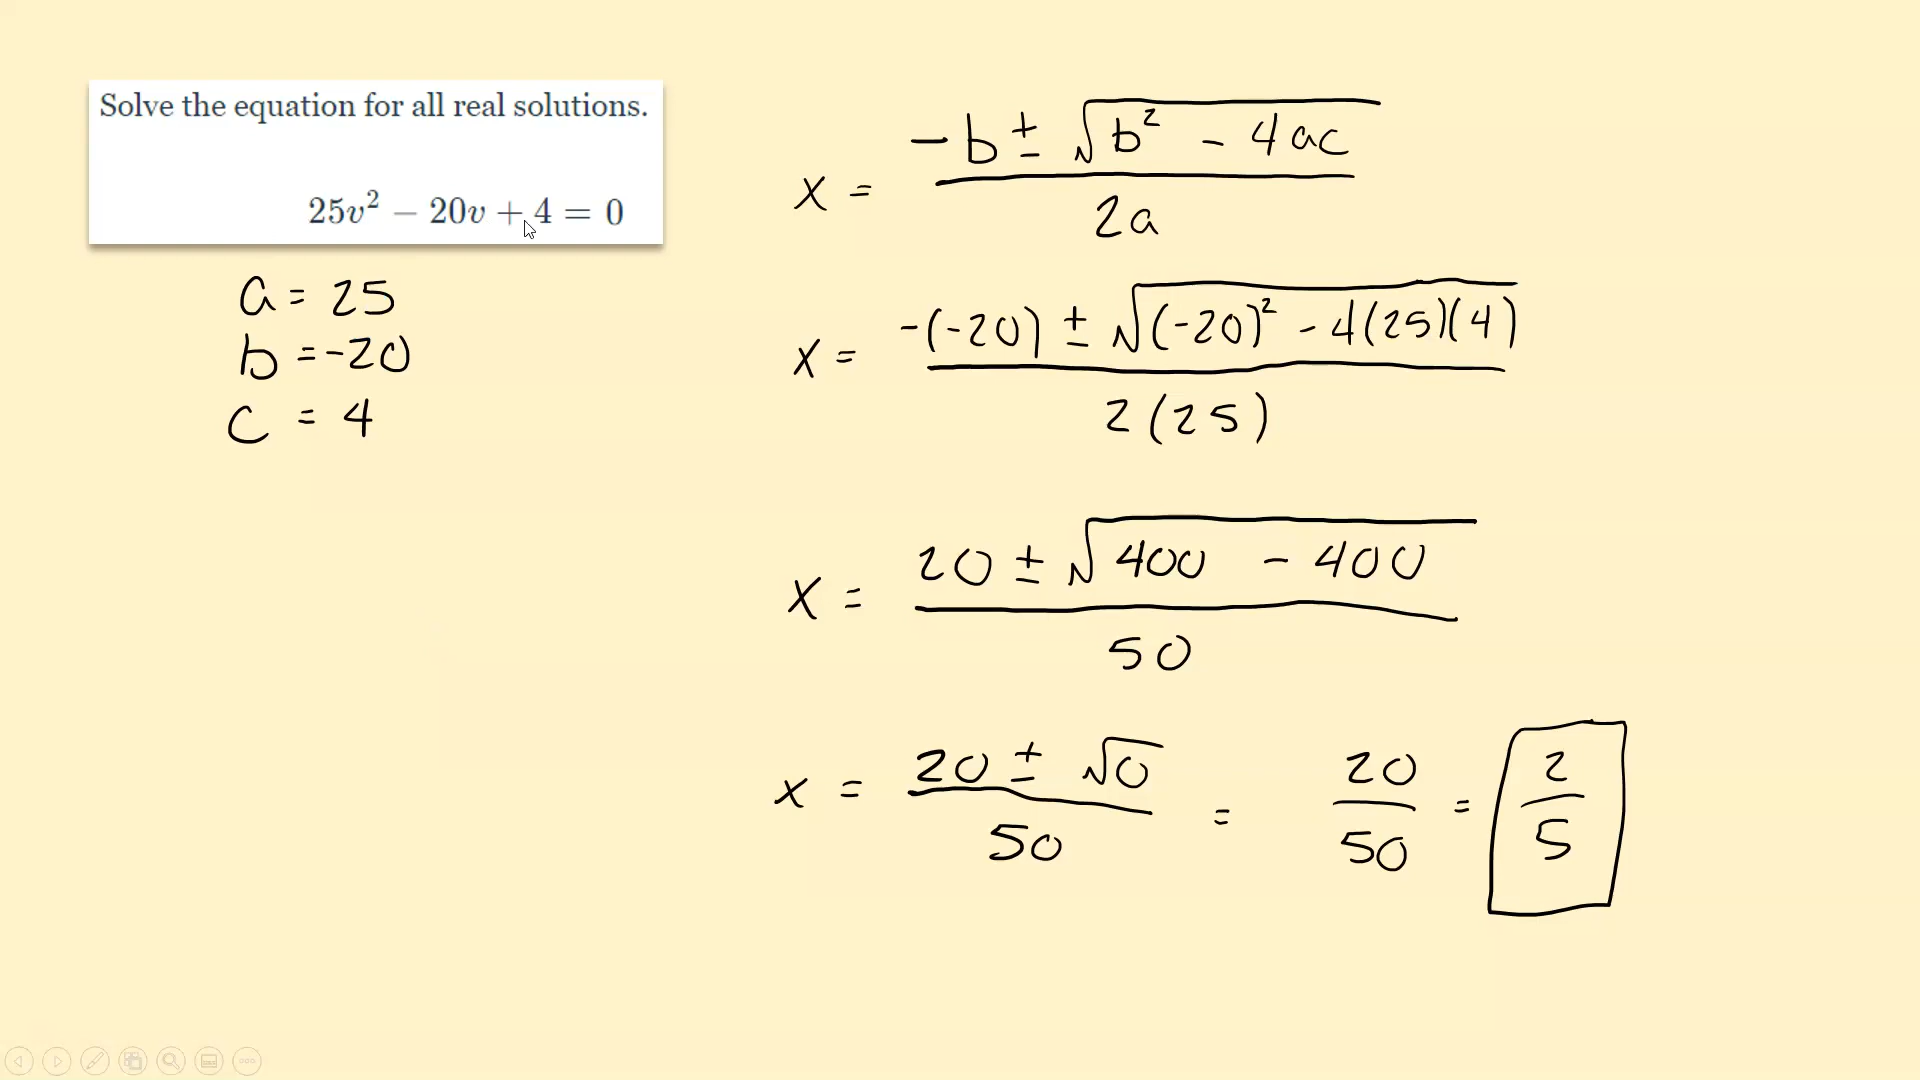 Solve the equation for all real solutions.
25v² − 20v + 4 = 0
a = 25
b = -20
c = 4
x = (-b ± √(b² - 4ac)) / 2a
x = (-(-20) ± √((-20)² - 4(25)(4))) / 2(25)
x = (20 ± √(400 - 400)) / 50
x = (20 ± √0) / 50 = 20/50 = 2/5